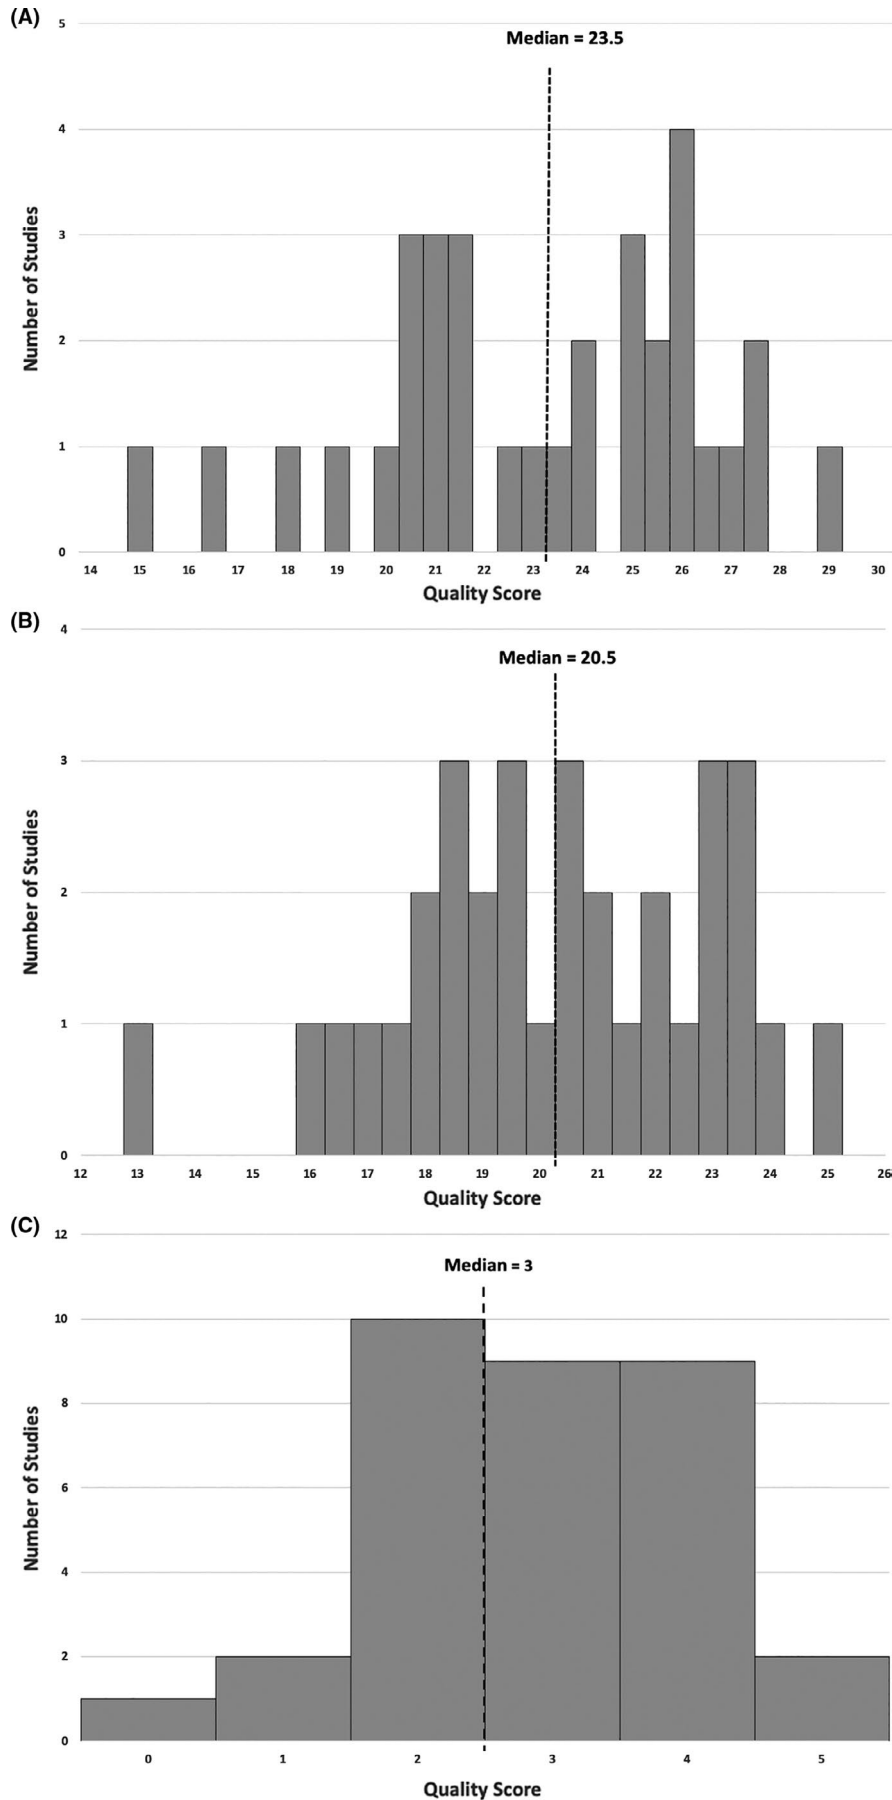 (A)
5
Median = 23.5
4
3
2
1
0
Number of Studies
14 15 16 17 18 19 20 21 22 23 24 25 26 27 28 29 30
Quality Score
(B)
4
Median = 20.5
3
2
1
0
Number of Studies
12 13 14 15 16 17 18 19 20 21 22 23 24 25 26
Quality Score
(C)
12
Median = 3
10
8
6
4
2
0
Number of Studies
0 1 2 3 4 5
Quality Score